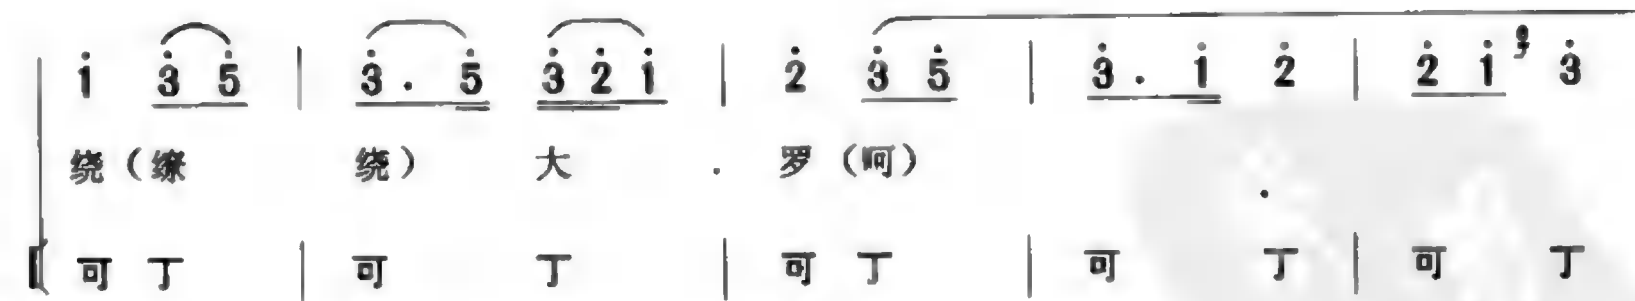 i̇ 3̇ 5̇ | 3̇ . 5̇ 3̇ 2̇ 1̇ | 2̇ 3̇ 5̇ | 3̇ . 1̇ 2̇ | 2̇ 1̇ 3̇
绕（缭 绕） 大 . 罗（呵）
可 丁 | 可 丁 | 可 丁 | 可 丁 | 可 丁